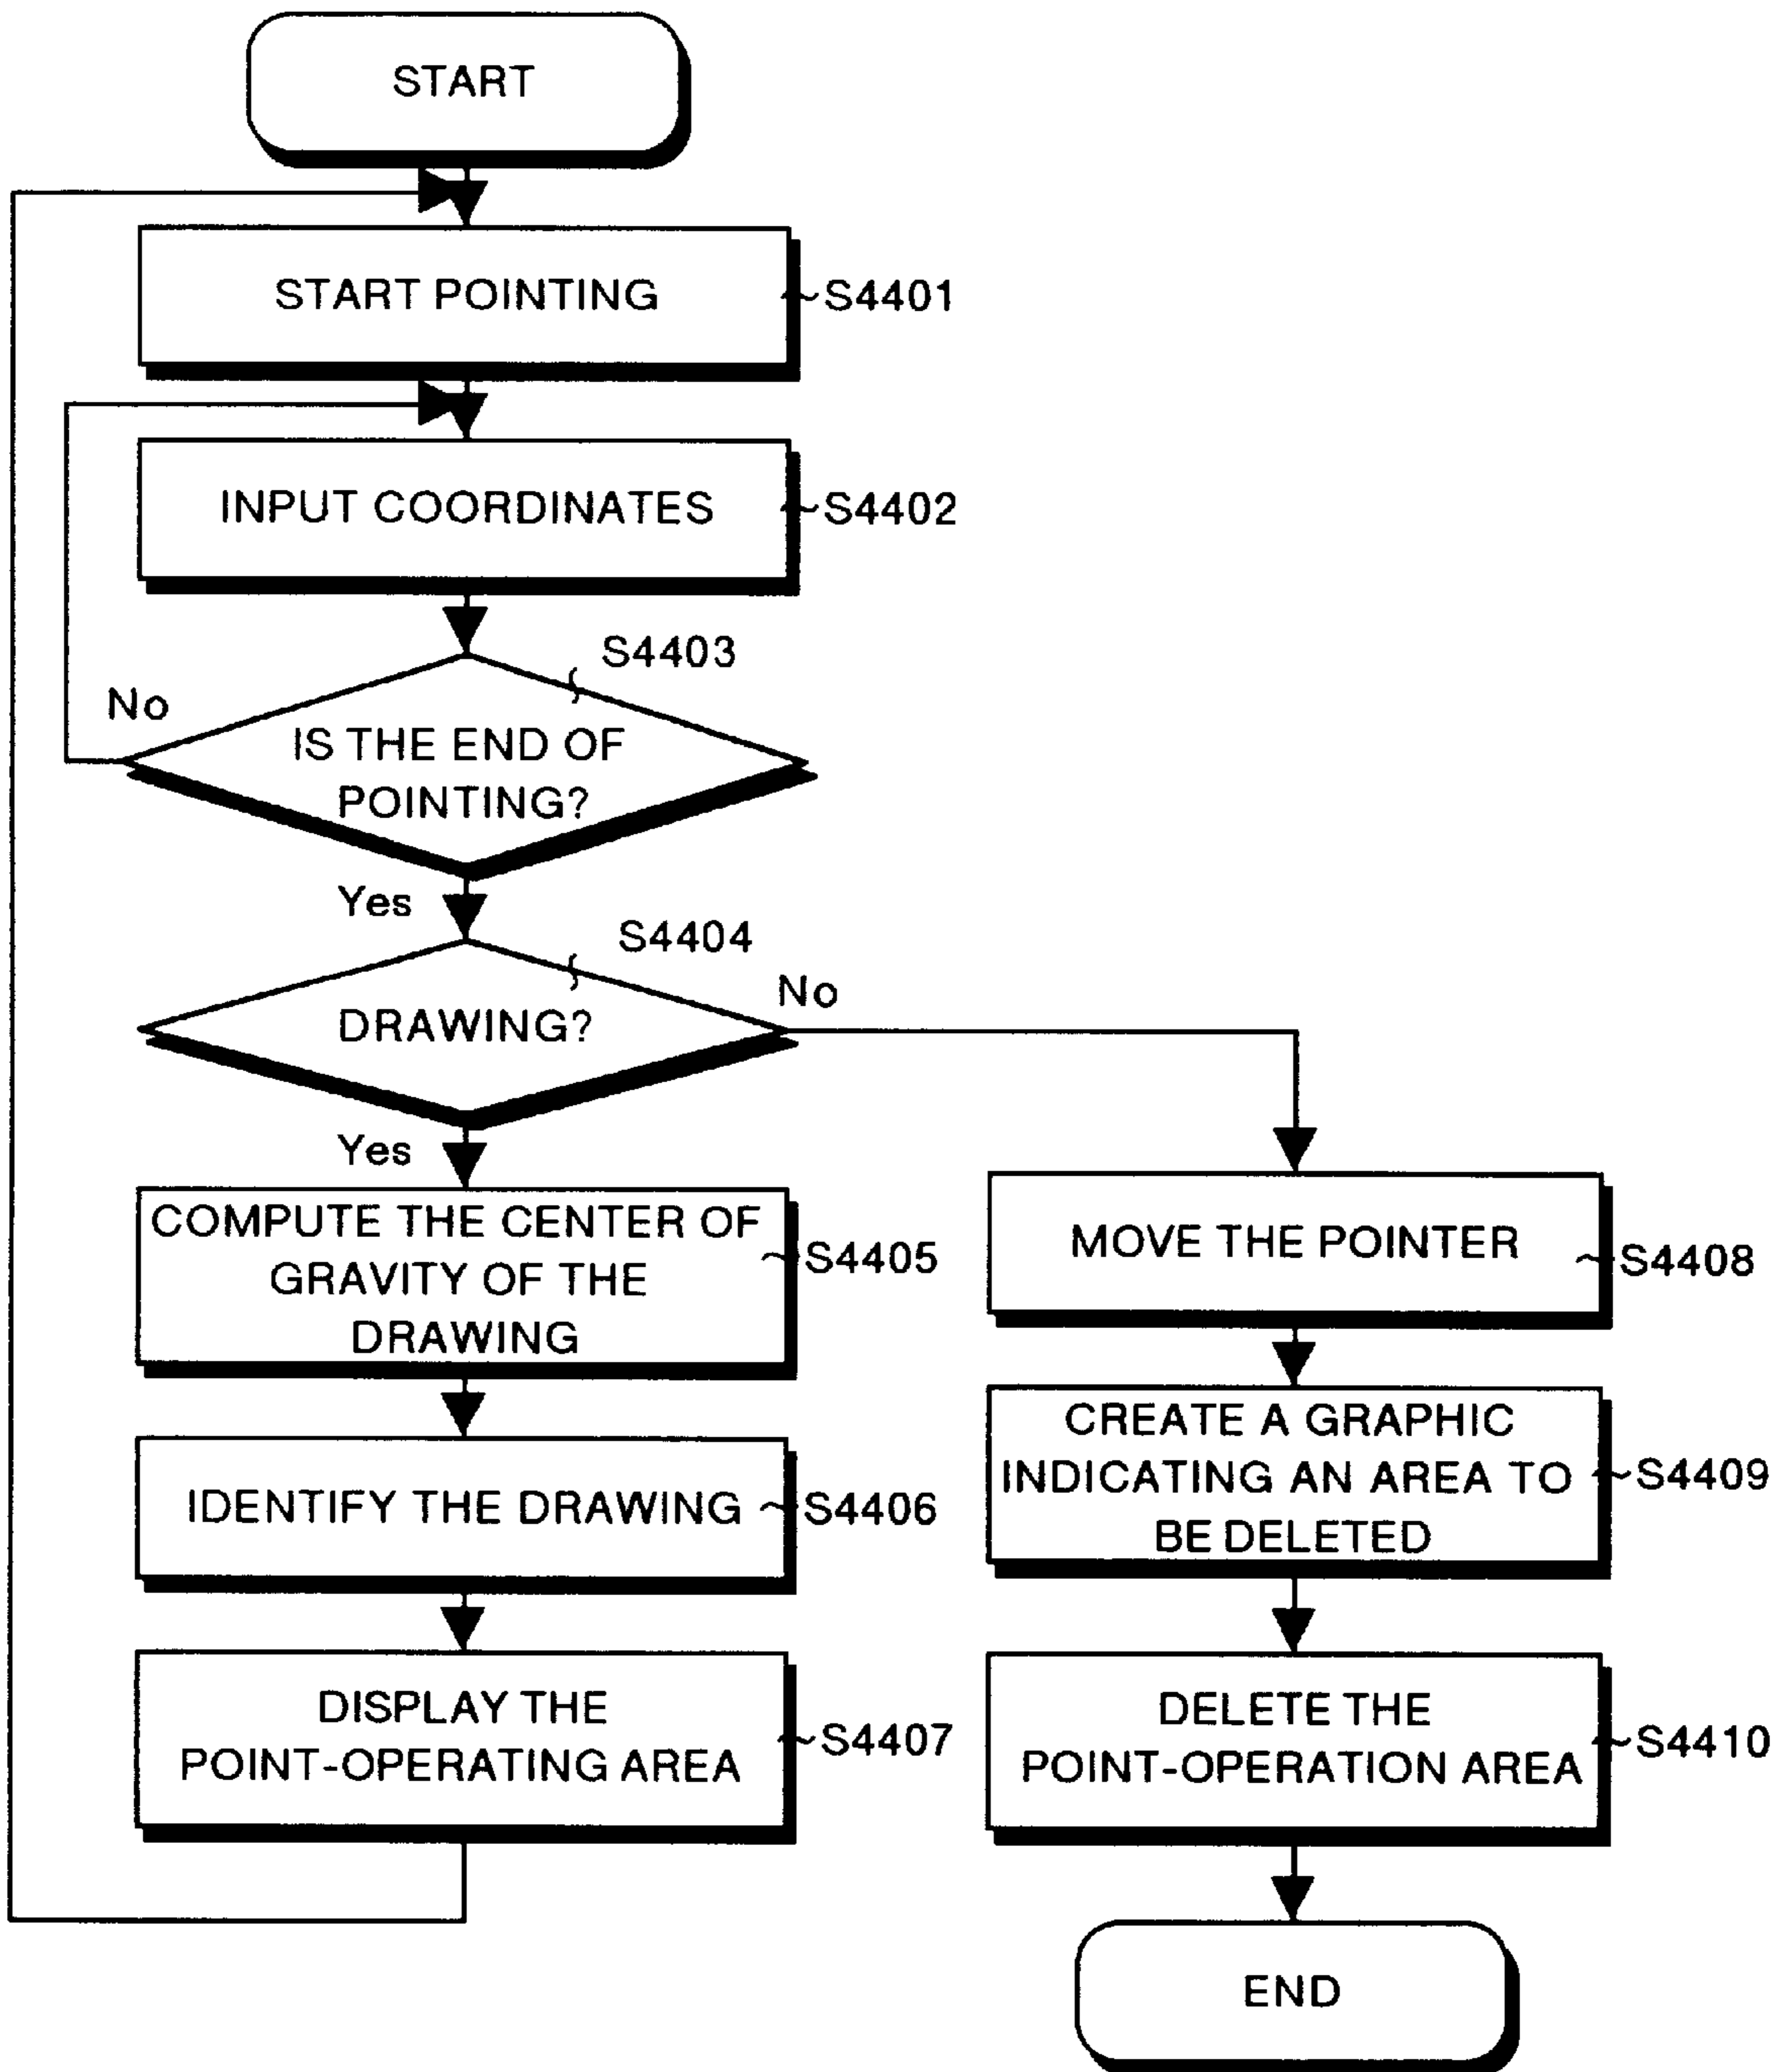 START
START POINTING
S4401
INPUT COORDINATES
S4402
S4403
No
IS THE END OF
POINTING?
Yes
S4404
No
DRAWING?
Yes
COMPUTE THE CENTER OF
GRAVITY OF THE
DRAWING
S4405
IDENTIFY THE DRAWING
S4406
DISPLAY THE
POINT-OPERATING AREA
S4407
MOVE THE POINTER
S4408
CREATE A GRAPHIC
INDICATING AN AREA TO
BE DELETED
S4409
DELETE THE
POINT-OPERATION AREA
S4410
END